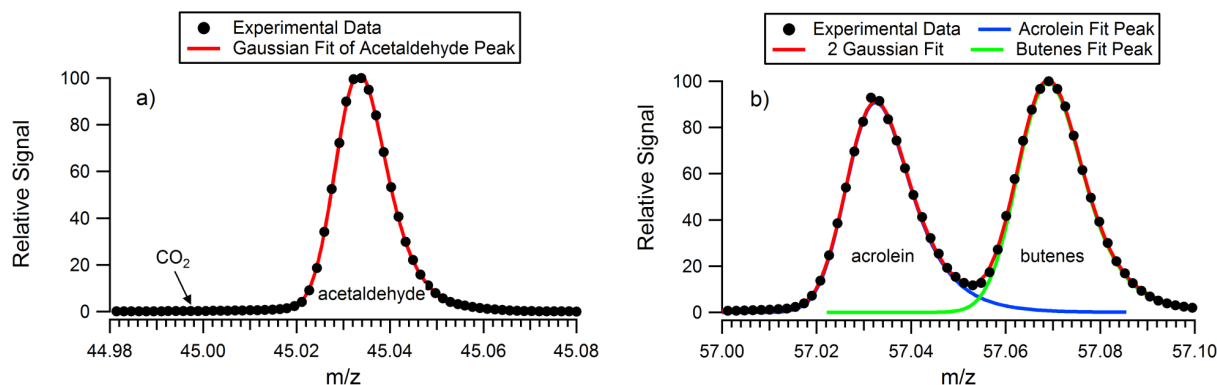 Experimental Data
Gaussian Fit of Acetaldehyde Peak
a)
100
80
60
40
20
0
Relative Signal
CO2
acetaldehyde
44.98 45.00 45.02 45.04 45.06 45.08
m/z
Experimental Data Acrolein Fit Peak
2 Gaussian Fit Butenes Fit Peak
b)
100
80
60
40
20
0
Relative Signal
acrolein butenes
57.00 57.02 57.04 57.06 57.08 57.10
m/z